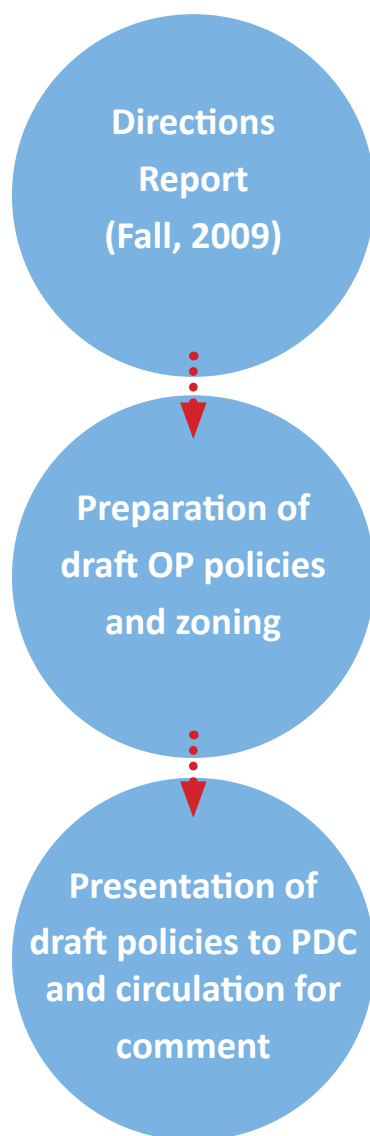 Directions
Report
(Fall, 2009)
Preparation of
draft OP policies
and zoning
Presentation of
draft policies to PDC
and circulation for
comment